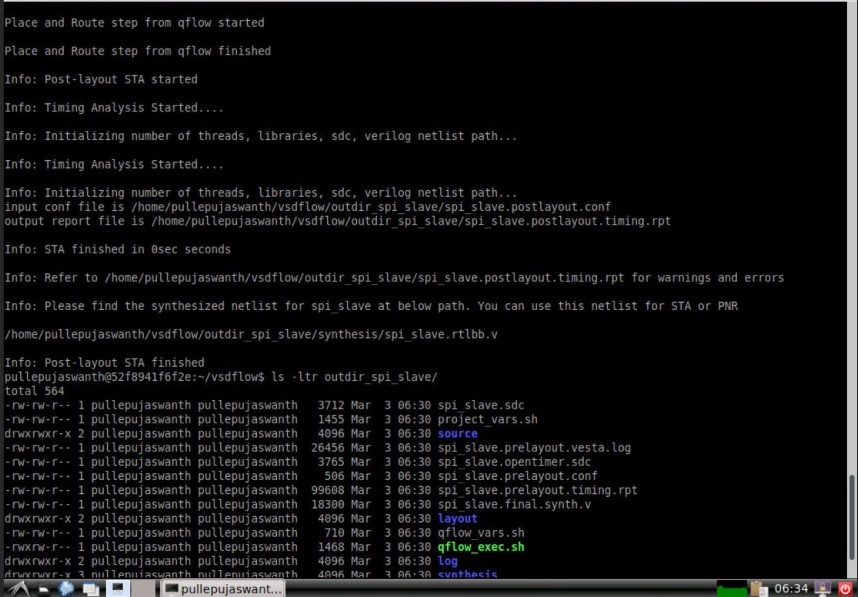 Place and Route step from qflow started
Place and Route step from qflow finished
Info: Post-layout STA started
Info: Timing Analysis Started....
Info: Initializing number of threads, libraries, sdc, verilog netlist path...
Info: Timing Analysis Started....
Info: Initializing number of threads, libraries, sdc, verilog netlist path...
input conf file is /home/pullepujaswanth/vsdflow/outdir_spi_slave/spi_slave.postlayout.conf
output report file is /home/pullepujaswanth/vsdflow/outdir_spi_slave/spi_slave.postlayout.timing.rpt
Info: STA finished in 0sec seconds
Info: Refer to /home/pullepujaswanth/vsdflow/outdir_spi_slave/spi_slave.postlayout.timing.rpt for warnings and errors
Info: Please find the synthesized netlist for spi_slave at below path. You can use this netlist for STA or PNR
/home/pullepujaswanth/vsdflow/outdir_spi_slave/synthesis/spi_slave.rtlbb.v
Info: Post-layout STA finished
pullepujaswanth@52f8941f6f2e:~/vsdflow$ ls -ltr outdir_spi_slave/
total 564
-rw-rw-r-- 1 pullepujaswanth pullepujaswanth 3712 Mar 3 06:30 spi_slave.sdc
-rw-rw-r-- 1 pullepujaswanth pullepujaswanth 1455 Mar 3 06:30 project_vars.sh
drwxrwxr-x 2 pullepujaswanth pullepujaswanth 4096 Mar 3 06:30 source
-rw-rw-r-- 1 pullepujaswanth pullepujaswanth 26456 Mar 3 06:30 spi_slave.prelayout.vesta.log
-rw-rw-r-- 1 pullepujaswanth pullepujaswanth 3765 Mar 3 06:30 spi_slave.opentimer.sdc
-rw-rw-r-- 1 pullepujaswanth pullepujaswanth 506 Mar 3 06:30 spi_slave.prelayout.conf
-rw-rw-r-- 1 pullepujaswanth pullepujaswanth 99608 Mar 3 06:30 spi_slave.prelayout.timing.rpt
-rw-rw-r-- 1 pullepujaswanth pullepujaswanth 18300 Mar 3 06:30 spi_slave.final.synth.v
drwxrwxr-x 2 pullepujaswanth pullepujaswanth 4096 Mar 3 06:30 layout
-rw-rw-r-- 1 pullepujaswanth pullepujaswanth 710 Mar 3 06:30 qflow_vars.sh
-rwxrw-r-- 1 pullepujaswanth pullepujaswanth 1468 Mar 3 06:30 qflow_exec.sh
drwxrwxr-x 2 pullepujaswanth pullepujaswanth 4096 Mar 3 06:30 log
drwxrwxr-x 3 pullepujaswanth pullepujaswanth 4096 Mar 3 06:30 synthesis
pullepujaswant... 06:34